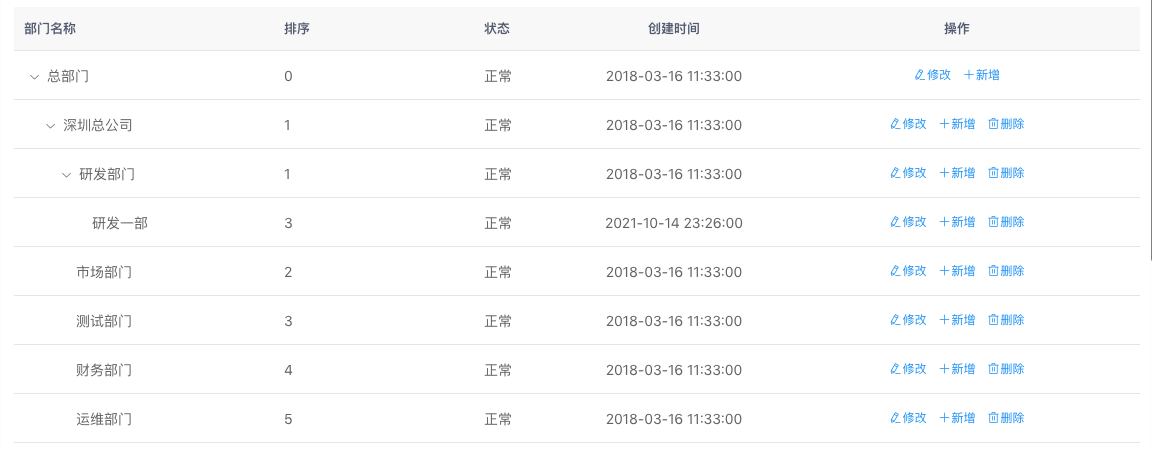 部门名称 排序 状态 创建时间 操作
总部门 0 正常 2018-03-16 11:33:00 修改 新增
深圳总公司 1 正常 2018-03-16 11:33:00 修改 新增 删除
研发部门 1 正常 2018-03-16 11:33:00 修改 新增 删除
研发一部 3 正常 2021-10-14 23:26:00 修改 新增 删除
市场部门 2 正常 2018-03-16 11:33:00 修改 新增 删除
测试部门 3 正常 2018-03-16 11:33:00 修改 新增 删除
财务部门 4 正常 2018-03-16 11:33:00 修改 新增 删除
运维部门 5 正常 2018-03-16 11:33:00 修改 新增 删除